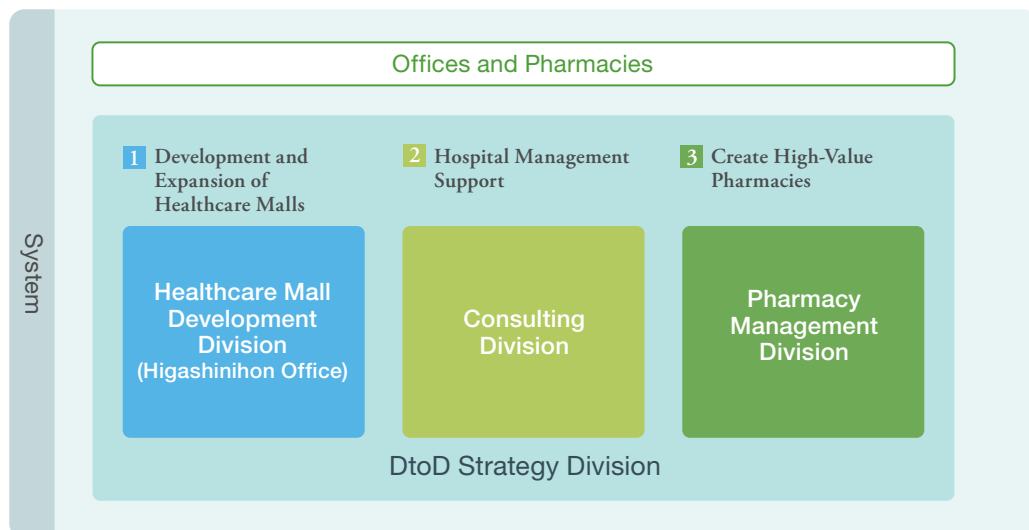 System
Offices and Pharmacies
1 Development and
Expansion of
Healthcare Malls
2 Hospital Management
Support
3 Create High-Value
Pharmacies
Healthcare Mall
Development
Division
(Higashinihon Office)
Consulting
Division
Pharmacy
Management
Division
DtoD Strategy Division